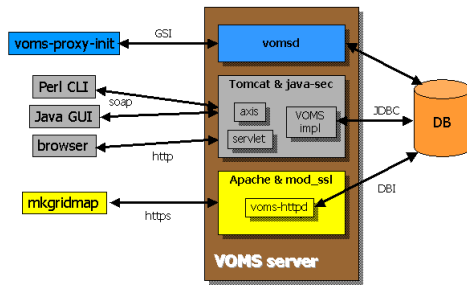 voms-proxy-init
GSI
vomsd
Perl CLI
soap
Java GUI
browser
http
Tomcat & java-sec
axis
servlet
VOMS
impl
JDBC
DB
mkgridmap
https
Apache & mod_ssl
voms-httpd
DBI
VOMS server